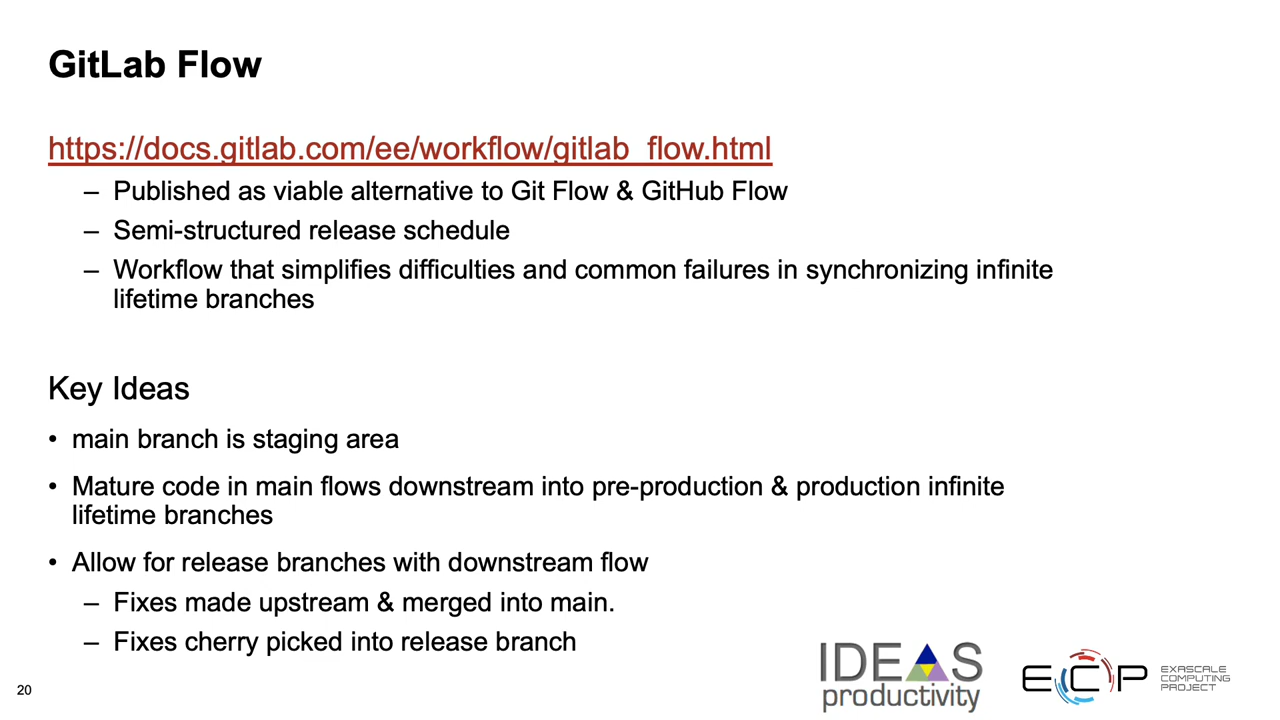 GitLab Flow
https://docs.gitlab.com/ee/workflow/gitlab_flow.html
– Published as viable alternative to Git Flow & GitHub Flow
– Semi-structured release schedule
– Workflow that simplifies difficulties and common failures in synchronizing infinite
lifetime branches
Key Ideas
• main branch is staging area
• Mature code in main flows downstream into pre-production & production infinite
lifetime branches
• Allow for release branches with downstream flow
– Fixes made upstream & merged into main.
– Fixes cherry picked into release branch
20
IDEAS
productivity
ECP
EXASCALE
COMPUTING
PROJECT